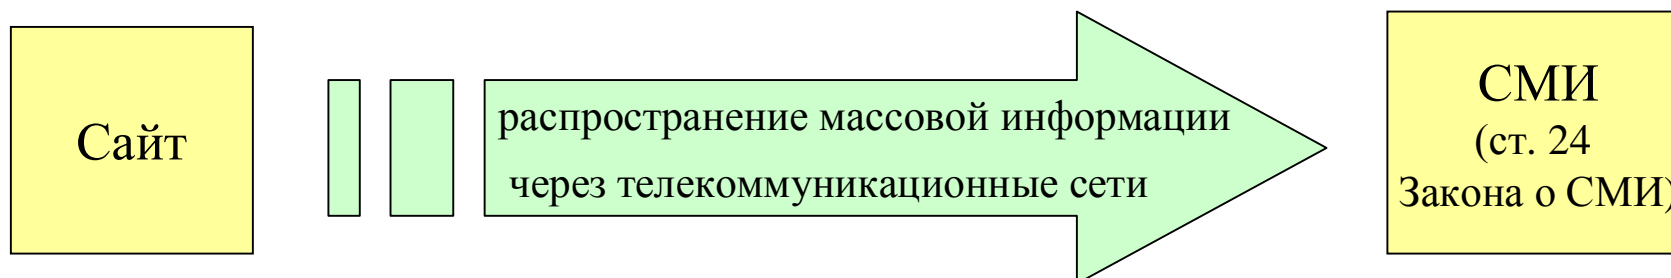 Сайт
распространение массовой информации
через телекоммуникационные сети
СМИ
(ст. 24
Закона о СМИ)